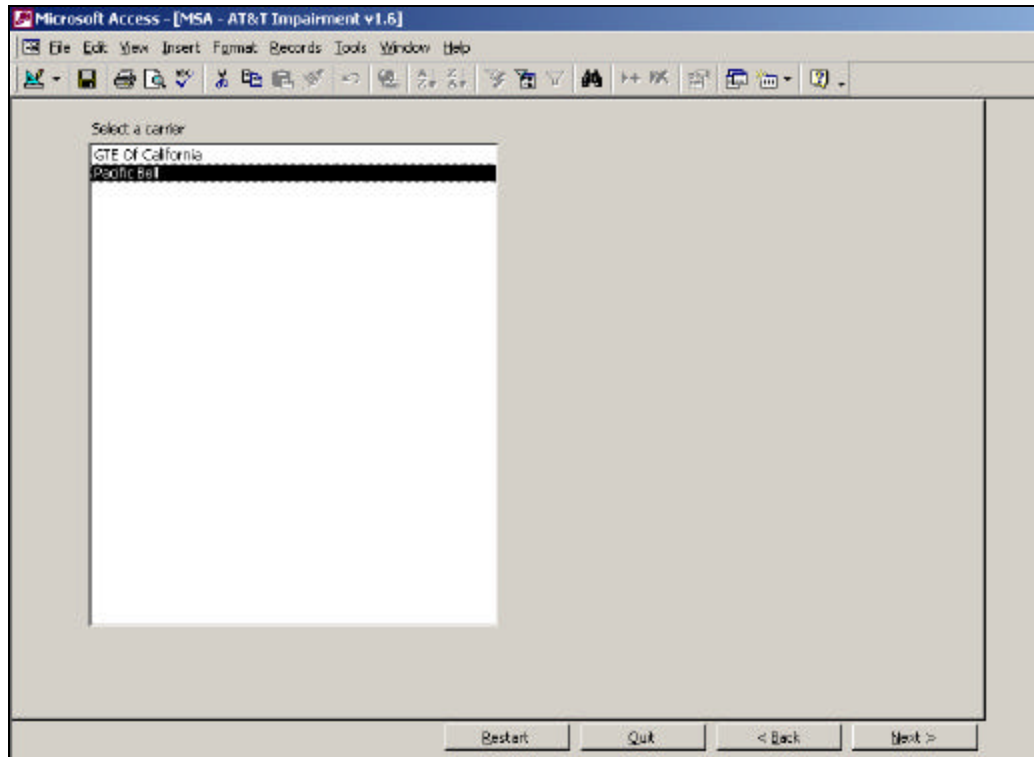 Microsoft Access - [MSA - AT&T Impairment v1.6]
File Edit View Insert Format Records Tools Window Help
Select a carrier
GTE Of California
Pacific Bell
Restart Quit < Back Next >